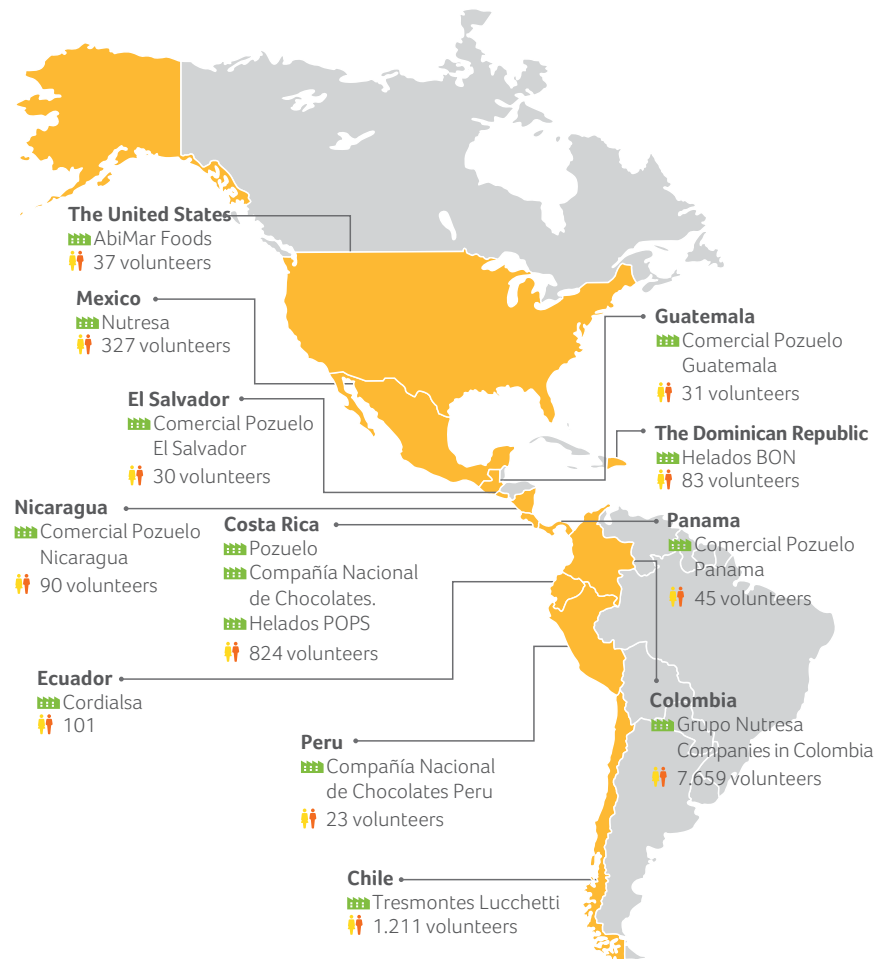 The United States
AbiMar Foods
37 volunteers
Mexico
Nutresa
327 volunteers
El Salvador
Comercial Pozuelo
El Salvador
30 volunteers
Nicaragua
Comercial Pozuelo
Nicaragua
90 volunteers
Costa Rica
Pozuelo
Compañía Nacional
de Chocolates.
Helados POPS
824 volunteers
Ecuador
Cordialsa
101
Peru
Compañía Nacional
de Chocolates Peru
23 volunteers
Chile
Tresmontes Lucchetti
1.211 volunteers
Guatemala
Comercial Pozuelo
Guatemala
31 volunteers
The Dominican Republic
Helados BON
83 volunteers
Panama
Comercial Pozuelo
Panama
45 volunteers
Colombia
Grupo Nutresa
Companies in Colombia
7.659 volunteers